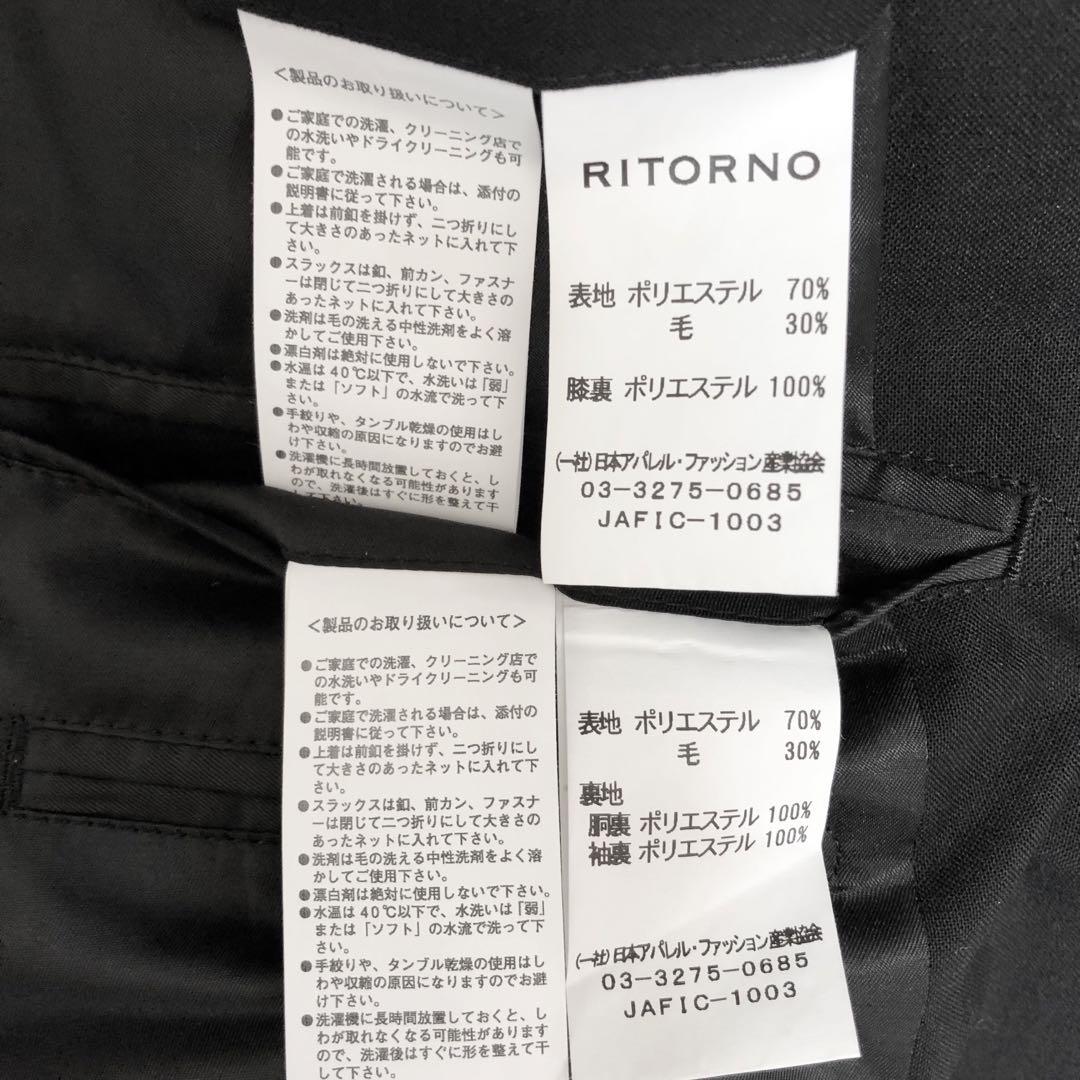 <製品のお取り扱いについて>
●ご家庭での洗濯、クリーニング店で
の水洗いやドライクリーニングも可
能です。
●ご家庭で洗濯される場合は、添付の
説明書に従って下さい。
●上着は前釦を掛けず、二つ折りにし
て大きさのあったネットに入れて下
さい。
●スラックスは釦、前カン、ファスナ
ーは閉じて二つ折りにして大きさの
あったネットに入れて下さい。
●洗剤は毛の洗える中性洗剤をよく溶
かしてご使用下さい。
●漂白剤は絶対に使用しないで下さい。
●水温は40℃以下で、水洗いは「弱」
または「ソフト」の水流で洗って下
さい。
●手絞りや、タンブル乾燥の使用はし
わや収縮の原因になりますのでお避
け下さい。
●洗濯機に長時間放置しておくと、し
わが取れなくなる可能性があります
ので、洗濯後はすぐに形を整えて干
して下さい。
RITORNO
表地 ポリエステル 70%
毛 30%
膝裏 ポリエステル 100%
(一社)日本アパレル・ファッション産業協会
03-3275-0685
JAFIC-1003
<製品のお取り扱いについて>
●ご家庭での洗濯、クリーニング店で
の水洗いやドライクリーニングも可
能です。
●ご家庭で洗濯される場合は、添付の
説明書に従って下さい。
●上着は前釦を掛けず、二つ折りにし
て大きさのあったネットに入れて下
さい。
●スラックスは釦、前カン、ファスナ
ーは閉じて二つ折りにして大きさの
あったネットに入れて下さい。
●洗剤は毛の洗える中性洗剤をよく溶
かしてご使用下さい。
●漂白剤は絶対に使用しないで下さい。
●水温は40℃以下で、水洗いは「弱」
または「ソフト」の水流で洗って下
さい。
●手絞りや、タンブル乾燥の使用はし
わや収縮の原因になりますのでお避
け下さい。
●洗濯機に長時間放置しておくと、し
わが取れなくなる可能性があります
ので、洗濯後はすぐに形を整えて干
して下さい。
表地 ポリエステル 70%
毛 30%
裏地
胴裏 ポリエステル 100%
袖裏 ポリエステル 100%
(一社)日本アパレル・ファッション産業協会
03-3275-0685
JAFIC-1003